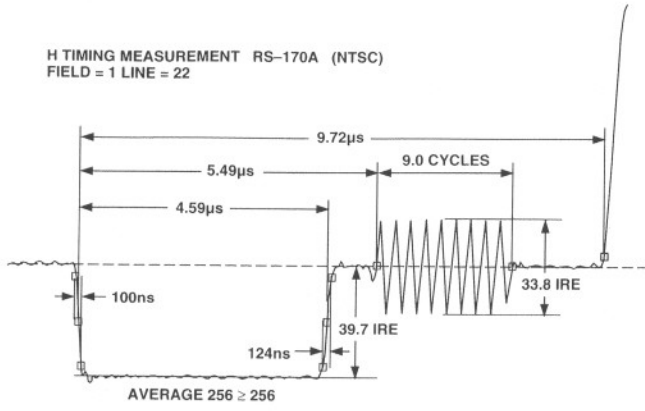 H TIMING MEASUREMENT RS–170A (NTSC)
FIELD = 1 LINE = 22
9.72µs
5.49µs
9.0 CYCLES
4.59µs
100ns
33.8 IRE
39.7 IRE
124ns
AVERAGE 256 ≥ 256